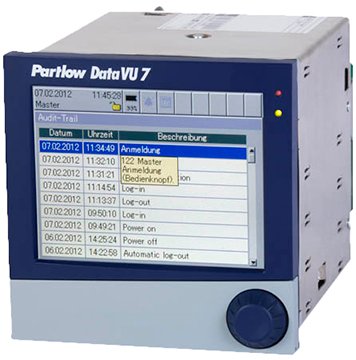 Partlow DataVU 7
07.02.2012 11:45:28
Master 33%
Audit-Trail
Datum Uhrzeit Beschreibung
07.02.2012 11:34:49 Anmeldung
07.02.2012 11:32:10 122 Master
Anmeldung
(Bedienknopf)
07.02.2012 11:31:21 ion
07.02.2012 11:14:54 Log-in
07.02.2012 11:13:37 Log-out
07.02.2012 09:50:10 Log-in
07.02.2012 09:49:21 Power on
06.02.2012 14:25:24 Power off
06.02.2012 14:22:58 Automatic log-out